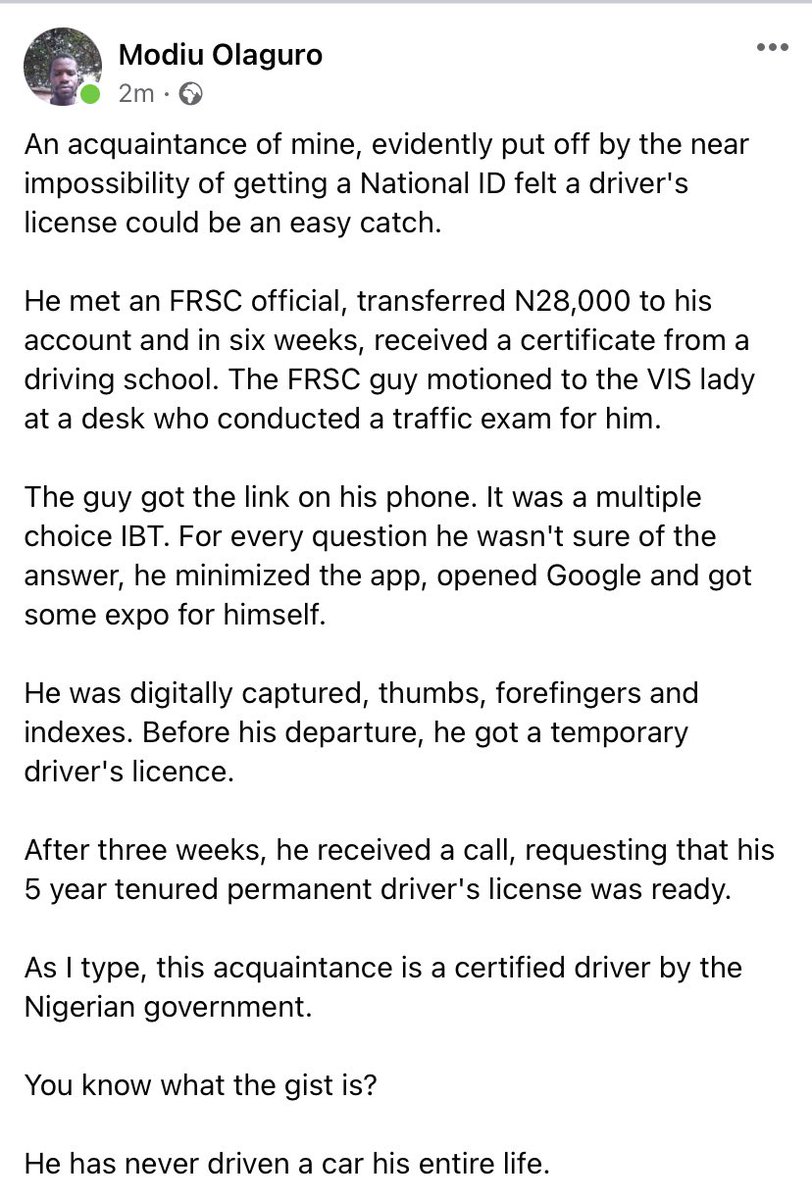 Modiu Olaguro
2m ·
An acquaintance of mine, evidently put off by the near
impossibility of getting a National ID felt a driver's
license could be an easy catch.
He met an FRSC official, transferred N28,000 to his
account and in six weeks, received a certificate from a
driving school. The FRSC guy motioned to the VIS lady
at a desk who conducted a traffic exam for him.
The guy got the link on his phone. It was a multiple
choice IBT. For every question he wasn't sure of the
answer, he minimized the app, opened Google and got
some expo for himself.
He was digitally captured, thumbs, forefingers and
indexes. Before his departure, he got a temporary
driver's licence.
After three weeks, he received a call, requesting that his
5 year tenured permanent driver's license was ready.
As I type, this acquaintance is a certified driver by the
Nigerian government.
You know what the gist is?
He has never driven a car his entire life.